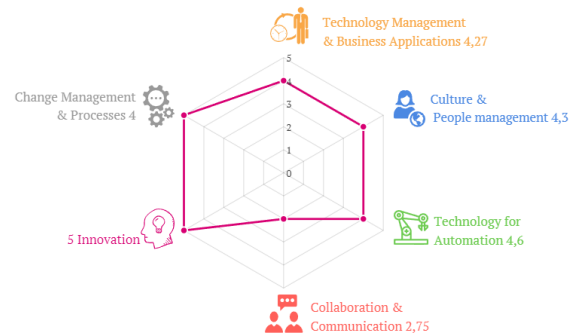 Technology Management
& Business Applications 4,27
5
4
3
2
1
0
Change Management
& Processes 4
Culture &
People management 4,3
Technology for
Automation 4,6
5 Innovation
Collaboration &
Communication 2,75